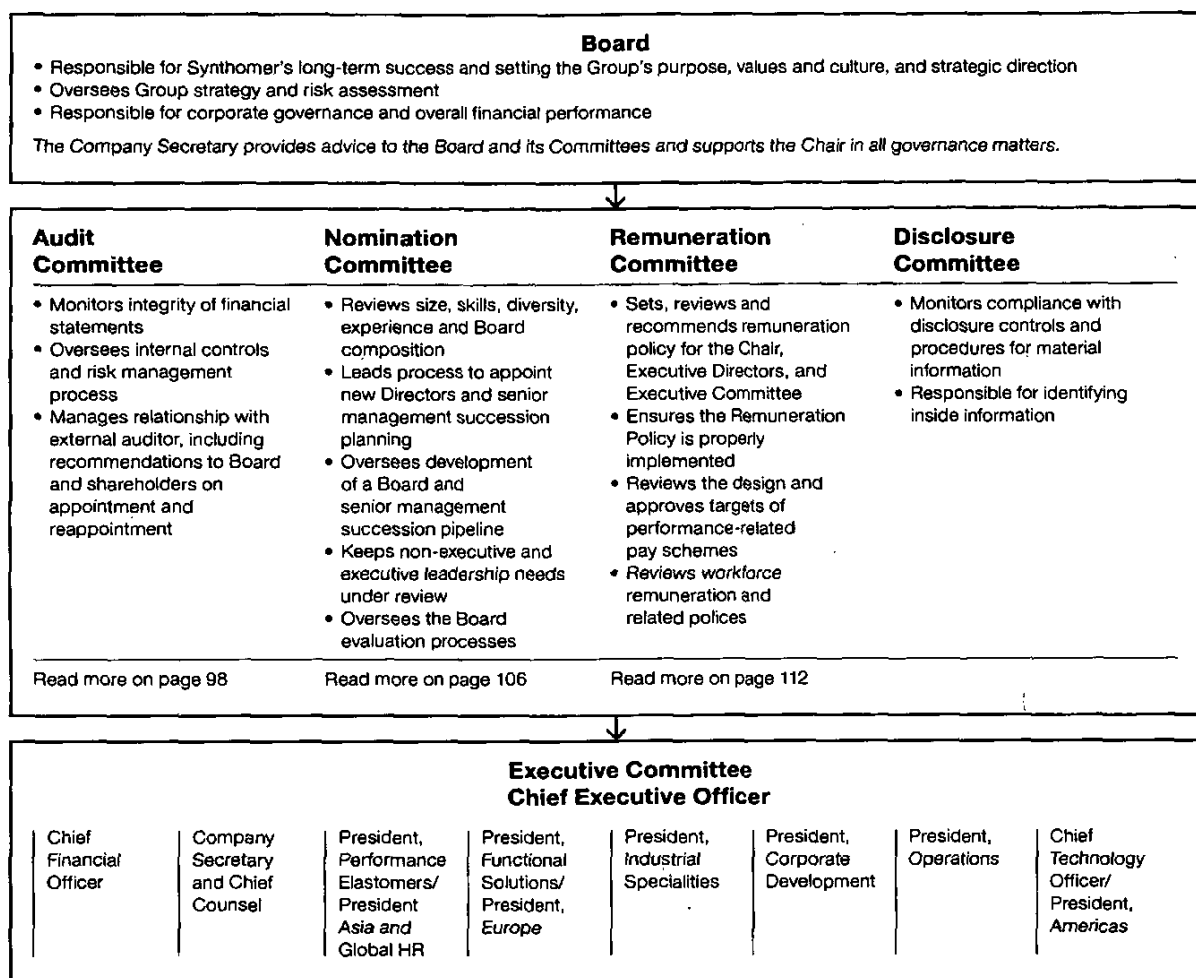 Board
• Responsible for Synthomer's long-term success and setting the Group's purpose, values and culture, and strategic direction
• Oversees Group strategy and risk assessment
• Responsible for corporate governance and overall financial performance
The Company Secretary provides advice to the Board and its Committees and supports the Chair in all governance matters.
Audit
Committee
• Monitors integrity of financial
statements
• Oversees internal controls
and risk management
process
• Manages relationship with
external auditor, including
recommendations to Board
and shareholders on
appointment and
reappointment
Read more on page 98
Nomination
Committee
• Reviews size, skills, diversity,
experience and Board
composition
• Leads process to appoint
new Directors and senior
management succession
planning
• Oversees development
of a Board and
senior management
succession pipeline
• Keeps non-executive and
executive leadership needs
under review
• Oversees the Board
evaluation processes
Read more on page 106
Remuneration
Committee
• Sets, reviews and
recommends remuneration
policy for the Chair,
Executive Directors, and
Executive Committee
• Ensures the Remuneration
Policy is properly
implemented
• Reviews the design and
approves targets of
performance-related
pay schemes
• Reviews workforce
remuneration and
related polices
Read more on page 112
Disclosure
Committee
• Monitors compliance with
disclosure controls and
procedures for material
information
• Responsible for identifying
inside information
Executive Committee
Chief Executive Officer
Chief
Financial
Officer
Company
Secretary
and Chief
Counsel
President,
Performance
Elastomers/
President
Asia and
Global HR
President,
Functional
Solutions/
President,
Europe
President,
Industrial
Specialities
President,
Corporate
Development
President,
Operations
Chief
Technology
Officer/
President,
Americas